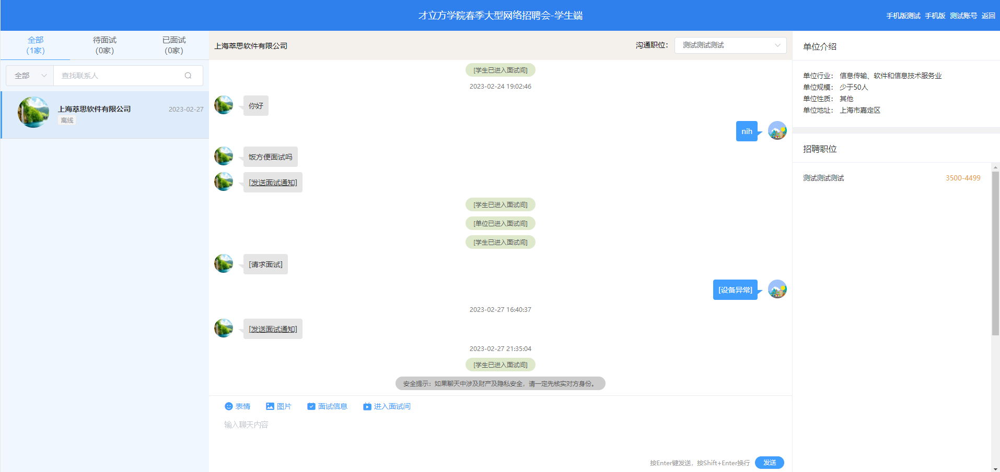 才立方学院春季大型网络招聘会-学生端
手机版测试 手机版 测试账号 返回
全部
(1家)
待面试
(0家)
已面试
(0家)
全部
查找联系人
上海萃思软件有限公司
2023-02-27
离线
上海萃思软件有限公司
沟通职位：
测试测试测试
[学生已进入面试间]
2023-02-24 19:02:46
你好
nih
饭方便面试吗
[发送面试通知]
[学生已进入面试间]
[单位已进入面试间]
[学生已进入面试间]
[请求面试]
[设备异常]
2023-02-27 16:40:37
[发送面试通知]
2023-02-27 21:35:04
[学生已进入面试间]
安全提示：如果聊天中涉及财产及隐私安全，请一定先核实对方身份。
表情 图片 面试信息 进入面试间
输入聊天内容
按Enter键发送，按Shift+Enter换行
发送
单位介绍
单位行业： 信息传输、软件和信息技术服务业
单位规模： 少于50人
单位性质： 其他
单位地址： 上海市嘉定区
招聘职位
测试测试测试
3500-4499